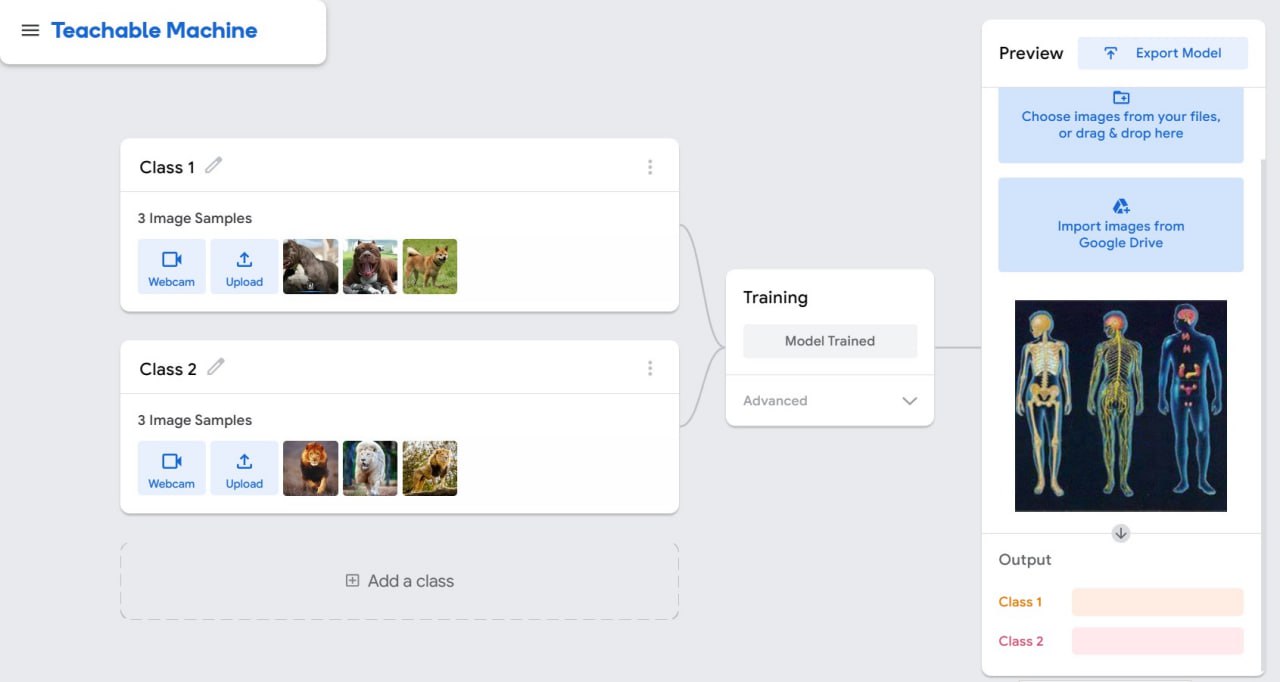 Teachable Machine
Preview
Export Model
Choose images from your files,
or drag & drop here
Import images from
Google Drive
Class 1
3 Image Samples
Webcam
Upload
Class 2
3 Image Samples
Webcam
Upload
Add a class
Training
Model Trained
Advanced
Output
Class 1
Class 2